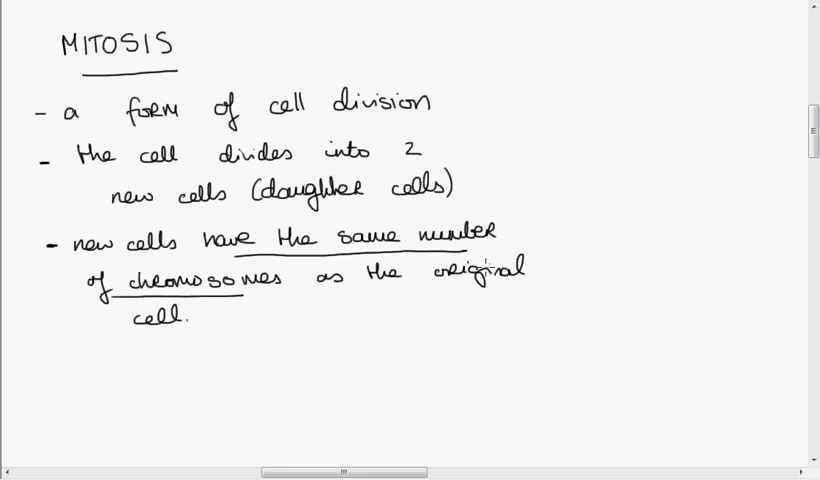 MITOSIS
- a form of cell division
- the cell divides into 2
new cells (daughter cells)
- new cells have the same number
of chromosomes as the original
cell.